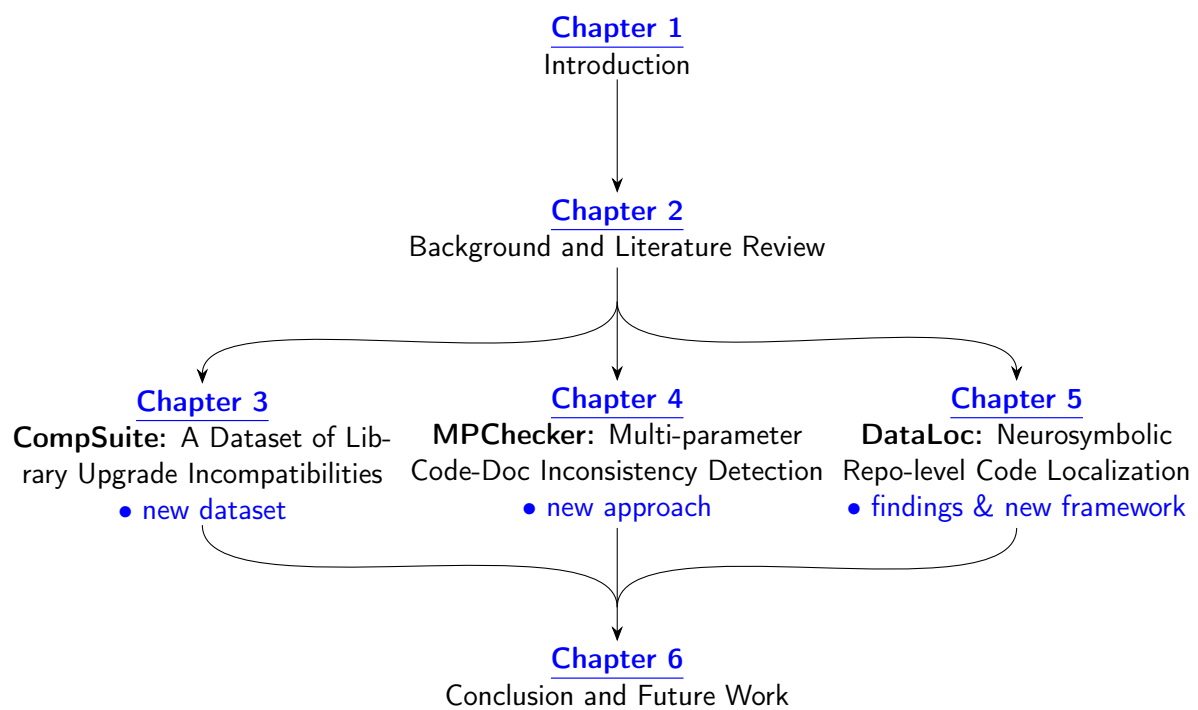 Chapter 1
Introduction
Chapter 2
Background and Literature Review
Chapter 3
CompSuite: A Dataset of Lib-
rary Upgrade Incompatibilities
• new dataset
Chapter 4
MPChecker: Multi-parameter
Code-Doc Inconsistency Detection
• new approach
Chapter 5
DataLoc: Neurosymbolic
Repo-level Code Localization
• findings & new framework
Chapter 6
Conclusion and Future Work